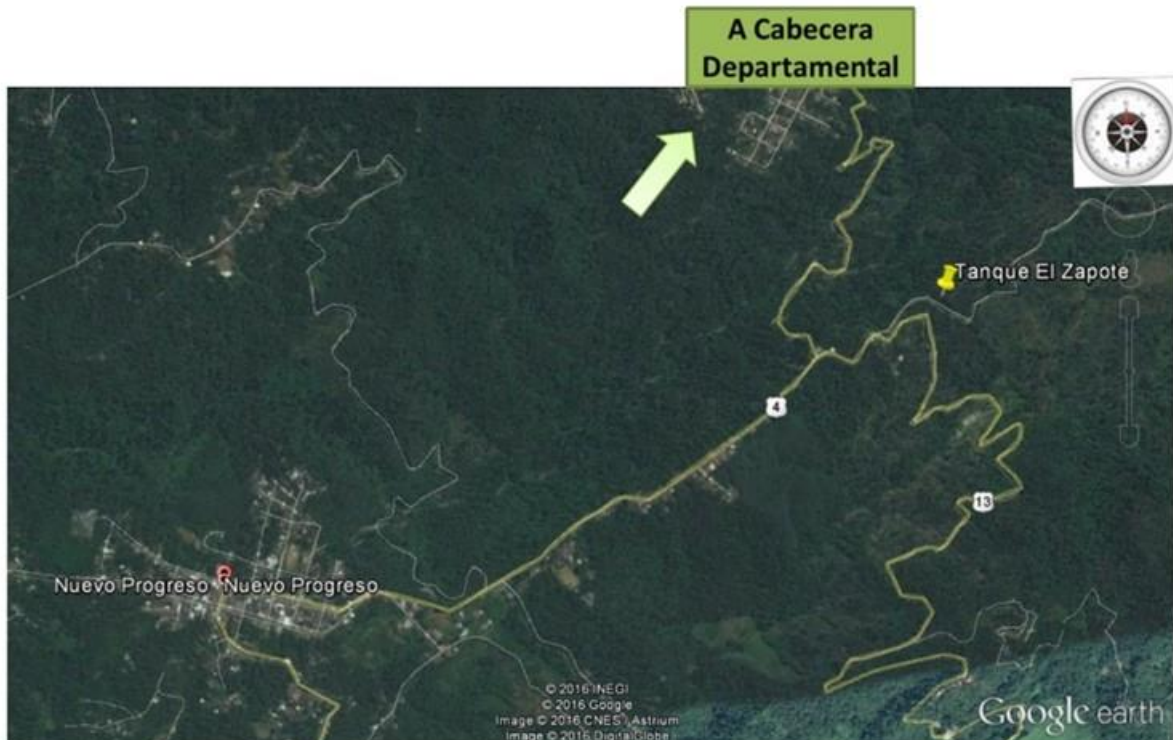 A Cabecera
Departamental
Tanque El Zapote
4
13
Nuevo Progreso Nuevo Progreso
© 2016 INEGI
© 2016 Google
Image © 2016 CNES / Astrium
Image © 2016 DigitalGlobe
Google earth